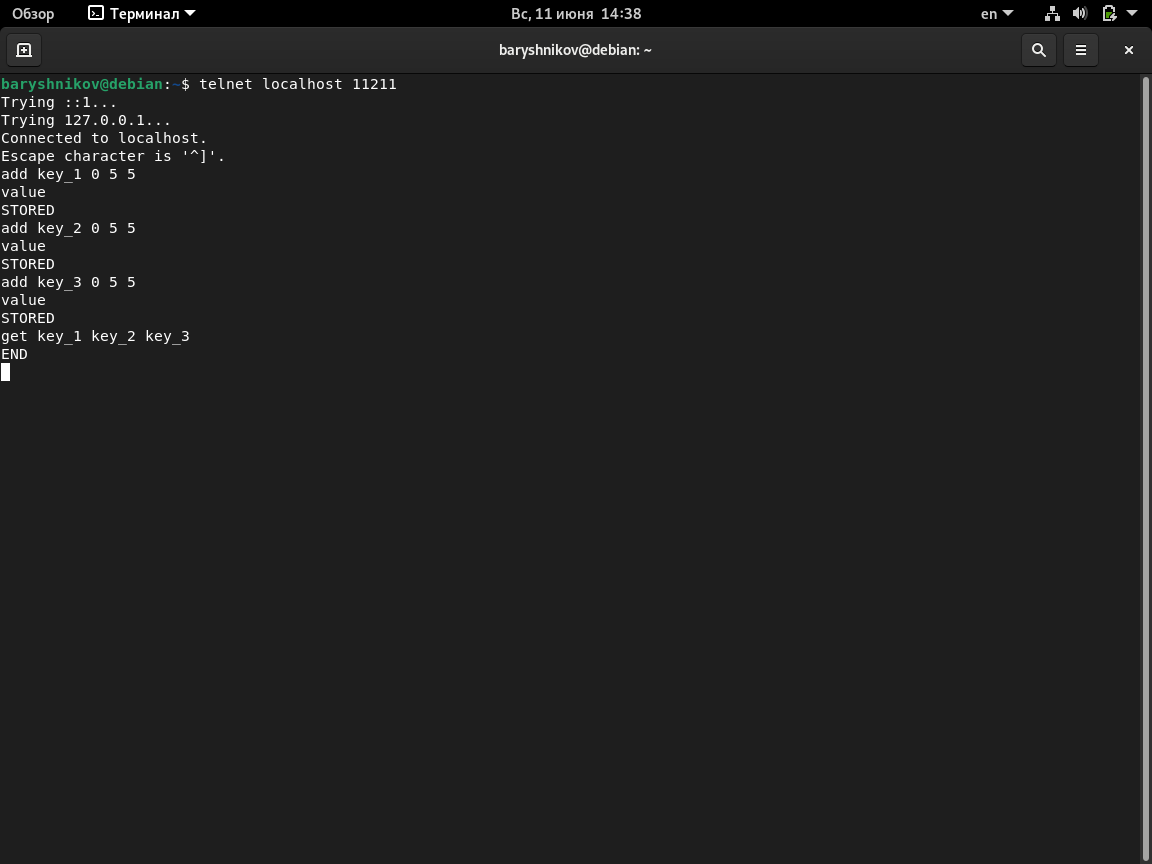 Обзор Терминал Вс, 11 июня 14:38 en
baryshnikov@debian: ~
baryshnikov@debian:~$ telnet localhost 11211
Trying ::1...
Trying 127.0.0.1...
Connected to localhost.
Escape character is '^]'.
add key_1 0 5 5
value
STORED
add key_2 0 5 5
value
STORED
add key_3 0 5 5
value
STORED
get key_1 key_2 key_3
END